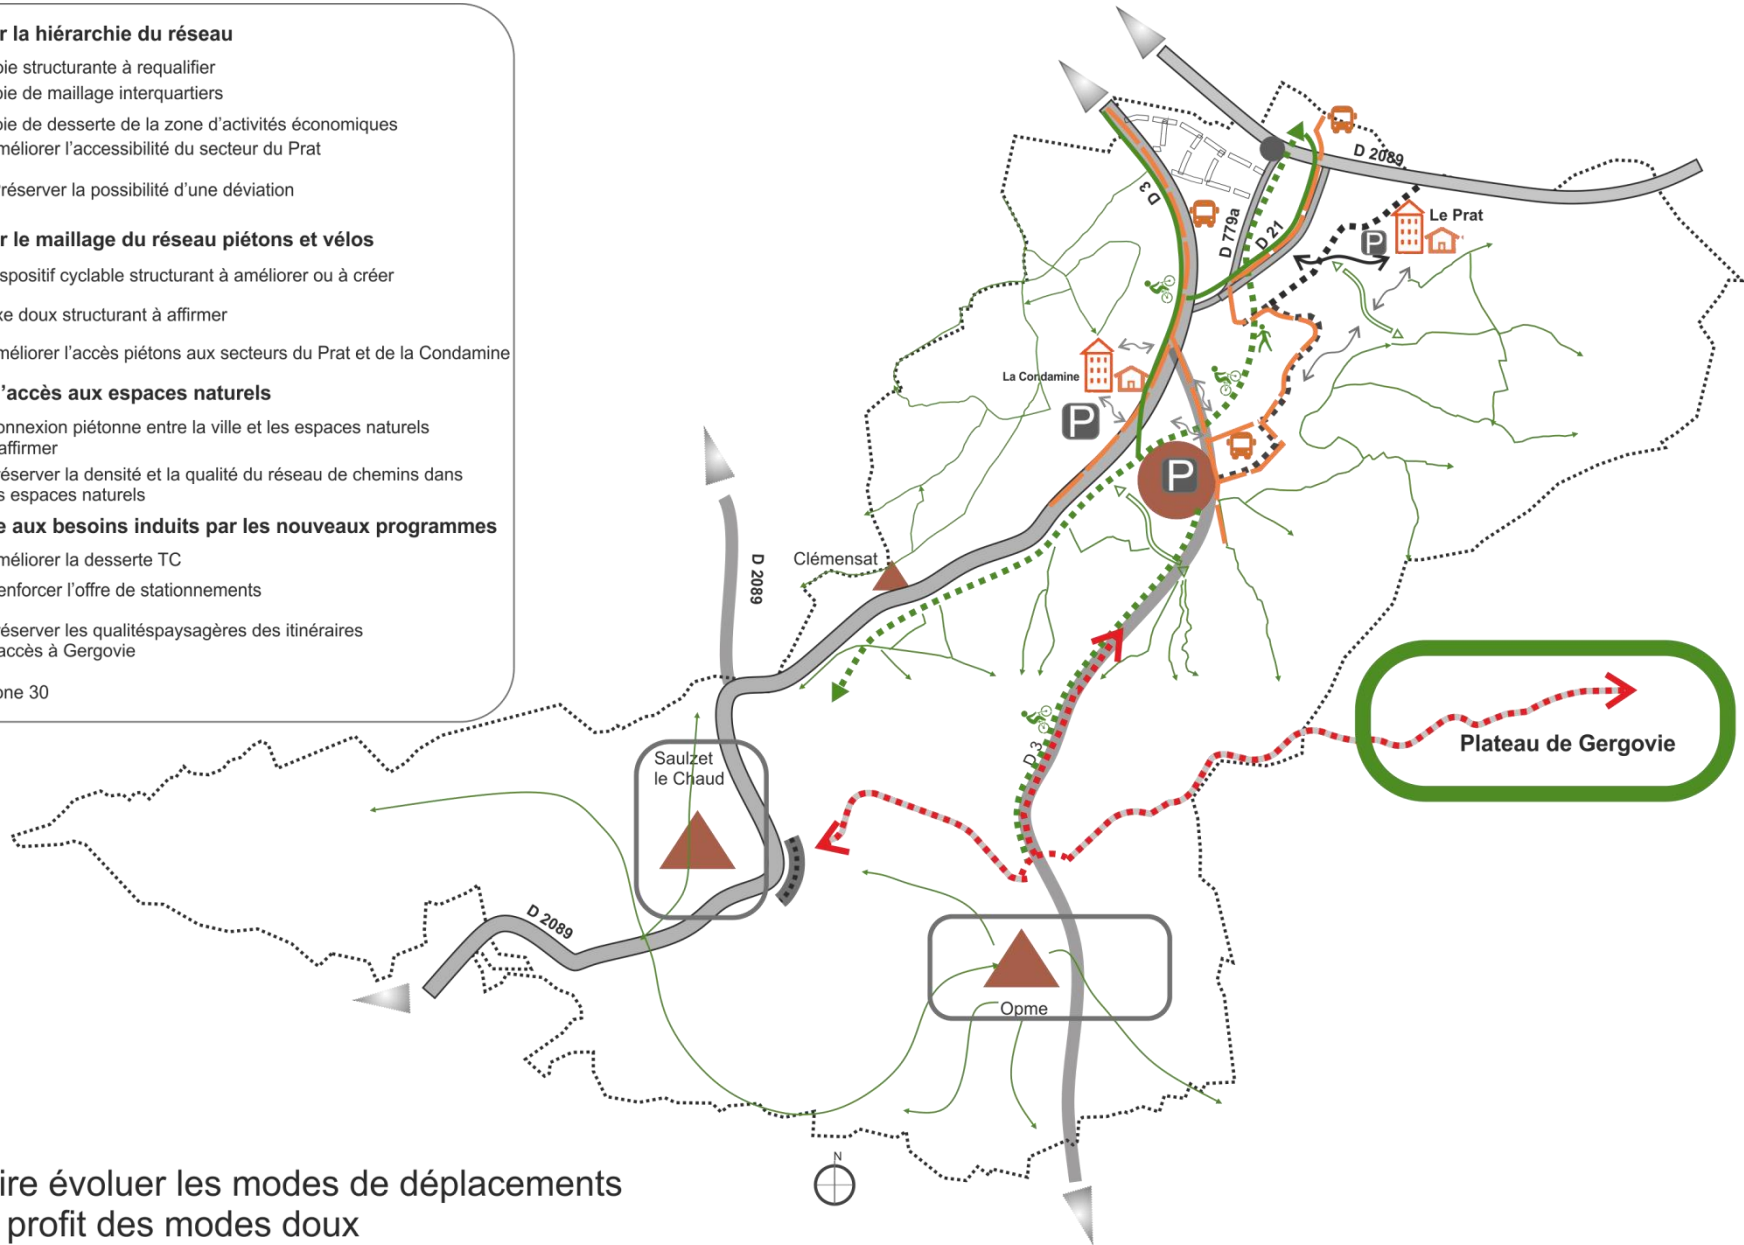 r la hiérarchie du réseau
oie structurante à requalifier
oie de maillage interquartiers
oie de desserte de la zone d'activités économiques
méliorer l'accessibilité du secteur du Prat
réserver la possibilité d'une déviation
r le maillage du réseau piétons et vélos
spositif cyclable structurant à améliorer ou à créer
xe doux structurant à affirmer
méliorer l'accès piétons aux secteurs du Prat et de la Condamine
'accès aux espaces naturels
onnexion piétonne entre la ville et les espaces naturels
affirmer
réserver la densité et la qualité du réseau de chemins dans
s espaces naturels
e aux besoins induits par les nouveaux programmes
méliorer la desserte TC
enforcer l'offre de stationnements
réserver les qualitéspaysagères des itinéraires
accès à Gergovie
one 30
D 2089
D 3
D 779a
D 21
Le Prat
P
La Condamine
P
P
Clémensat
D 2089
Saulzet
le Chaud
D 3
Plateau de Gergovie
D 2089
Opme
N
ire évoluer les modes de déplacements
profit des modes doux